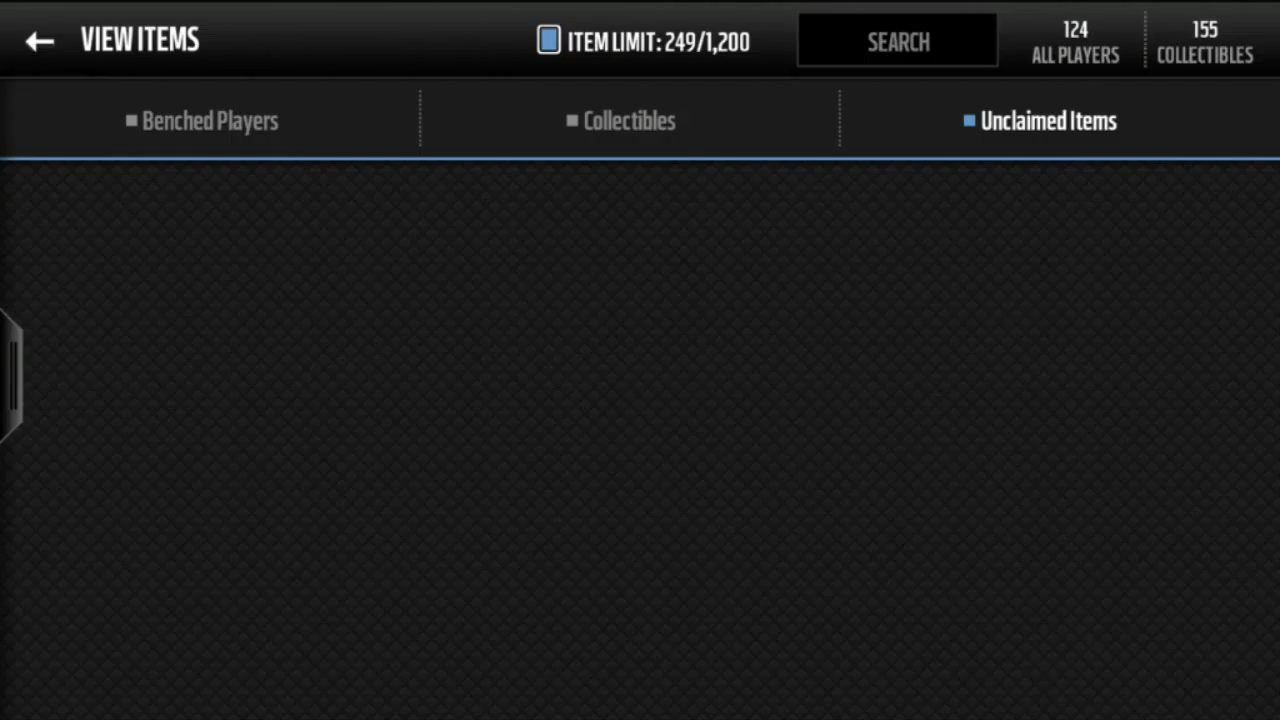 VIEW ITEMS
ITEM LIMIT: 249/1,200
SEARCH
124
ALL PLAYERS
155
COLLECTIBLES
Benched Players
Collectibles
Unclaimed Items